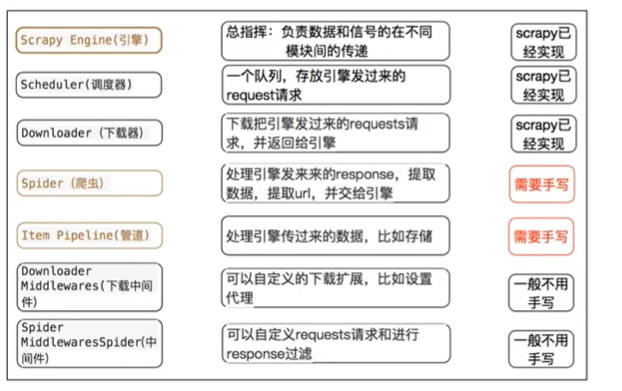 Scrapy Engine(引擎)
总指挥：负责数据和信号的在不同
模块间的传递
scrapy已
经实现
Scheduler(调度器)
一个队列，存放引擎发过来的
request请求
scrapy已
经实现
Downloader（下载器）
下载把引擎发过来的requests请
求，并返回给引擎
scrapy已
经实现
Spider（爬虫）
处理引擎发来来的response，提取
数据，提取url，并交给引擎
需要手写
Item Pipeline(管道)
处理引擎传过来的数据，比如存储
需要手写
Downloader
Middlewares(下载中间
件)
可以自定义的下载扩展，比如设置
代理
一般不用
手写
Spider
MiddlewaresSpider(中
间件)
可以自定义requests请求和进行
response过滤
一般不用
手写